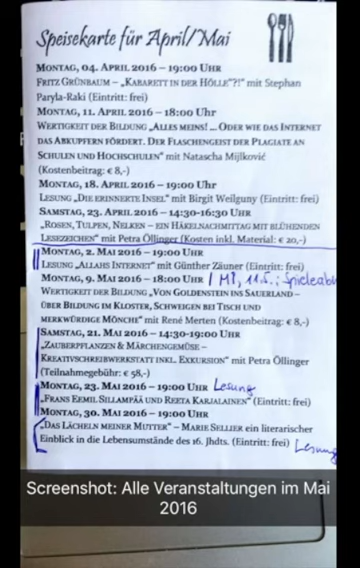 Speisekarte für April/Mai
Montag, 04. April 2016 – 19:00 Uhr
Fritz Grünbaum – „Kabarett in der Hölle"?!" mit Stephan
Paryla-Raki (Eintritt: frei)
Montag, 11. April 2016 – 18:00 Uhr
Wertigkeit der Bildung „Alles meins! ... Oder wie das Internet
das Abkupfern fördert. Der Flaschengeist der Plagiate an
Schulen und Hochschulen" mit Natascha Mijlković
(Kostenbeitrag: € 8,-)
Montag, 18. April 2016 – 19:00 Uhr
Lesung „Die erinnerte Insel" mit Birgit Weilguny (Eintritt: frei)
Samstag, 23. April 2016 – 14:30-16:30 Uhr
„Rosen, Tulpen, Nelken – ein Häkelnachmittag mit blühenden
Lesezeichen" mit Petra Öllinger (Kosten inkl. Material: € 20,-)
Montag, 2. Mai 2016 – 19:00 Uhr
Lesung „Allahs Internet" mit Günther Zäuner (Eintritt: frei)
Montag, 9. Mai 2016 – 18:00 Uhr / MI, 11.5.: Spieleab
Wertigkeit der Bildung „Von Goldenstein ins Sauerland –
über Bildung im Kloster, Schweigen bei Tisch und
merkwürdige Mönche" mit René Merten (Kostenbeitrag: € 8,-)
Samstag, 21. Mai 2016 – 14:30-19:00 Uhr
„Zauberpflanzen & Märchengemüse –
Kreativschreibwerkstatt inkl. Exkursion" mit Petra Öllinger
(Teilnahmegebühr: € 58,-)
Montag, 23. Mai 2016 – 19:00 Uhr Lesung
„Frans Eemil Sillampää und Reeta Karjalainen" (Eintritt: frei)
Montag, 30. Mai 2016 – 19:00 Uhr
„Das Lächeln meiner Mutter" – Marie Sellier ein literarischer
Einblick in die Lebensumstände des 16. Jhdts. (Eintritt: frei) Lesung
Screenshot: Alle Veranstaltungen im Mai
2016